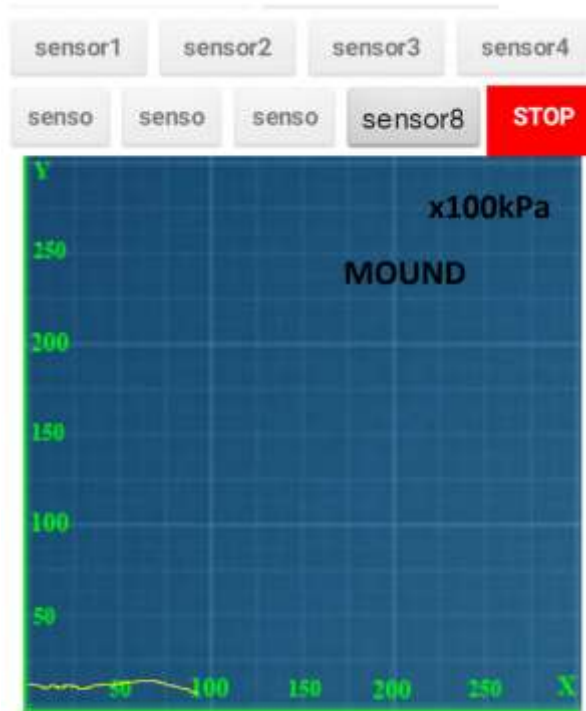 sensor1 sensor2 sensor3 sensor4
senso senso senso sensor8 STOP
Y
x100kPa
250
MOUND
200
150
100
50
50 100 150 200 250 X